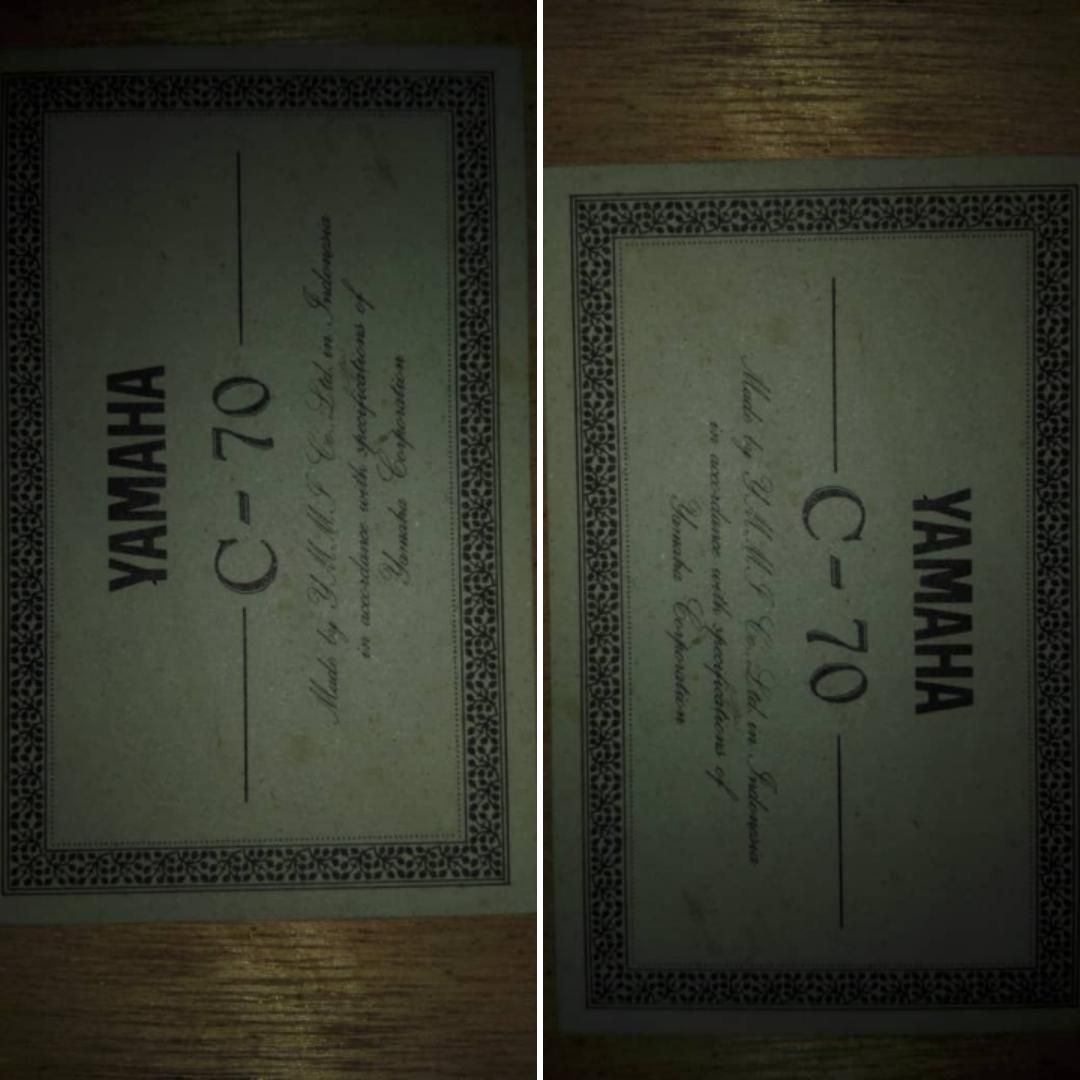 YAMAHA
C-70
Made by Y.M.M.I Co. Ltd. in Indonesia
in accordance with specifications of
Yamaha Corporation
YAMAHA
C-70
Made by Y.M.M.I Co. Ltd. in Indonesia
in accordance with specifications of
Yamaha Corporation